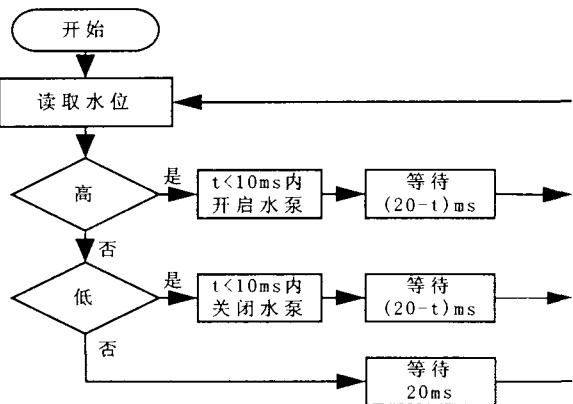 开始
读取水位
高
是
t<10ms内
开启水泵
等待
(20-t)ms
否
低
是
t<10ms内
关闭水泵
等待
(20-t)ms
否
等待
20ms